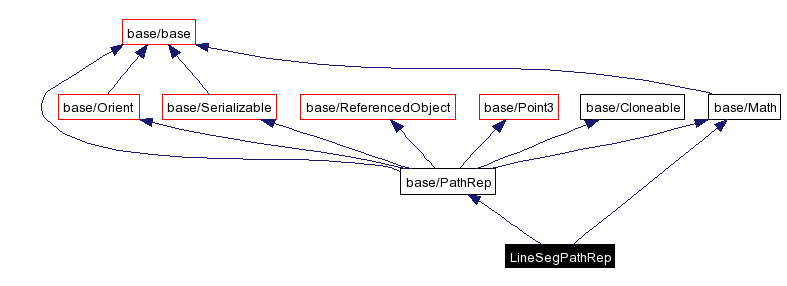 base/base
base/Orient
base/Serializable
base/ReferencedObject
base/Point3
base/Cloneable
base/Math
base/PathRep
LineSegPathRep